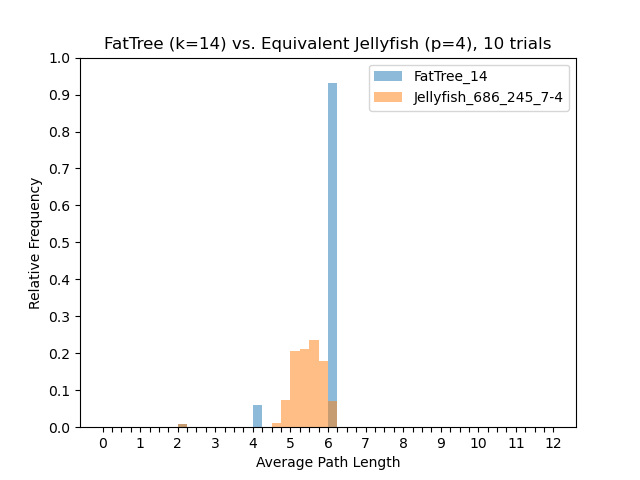 FatTree (k=14) vs. Equivalent Jellyfish (p=4), 10 trials
FatTree_14
Jellyfish_686_245_7-4
1.0
0.9
0.8
0.7
0.6
0.5
0.4
0.3
0.2
0.1
0.0
Relative Frequency
0 1 2 3 4 5 6 7 8 9 10 11 12
Average Path Length